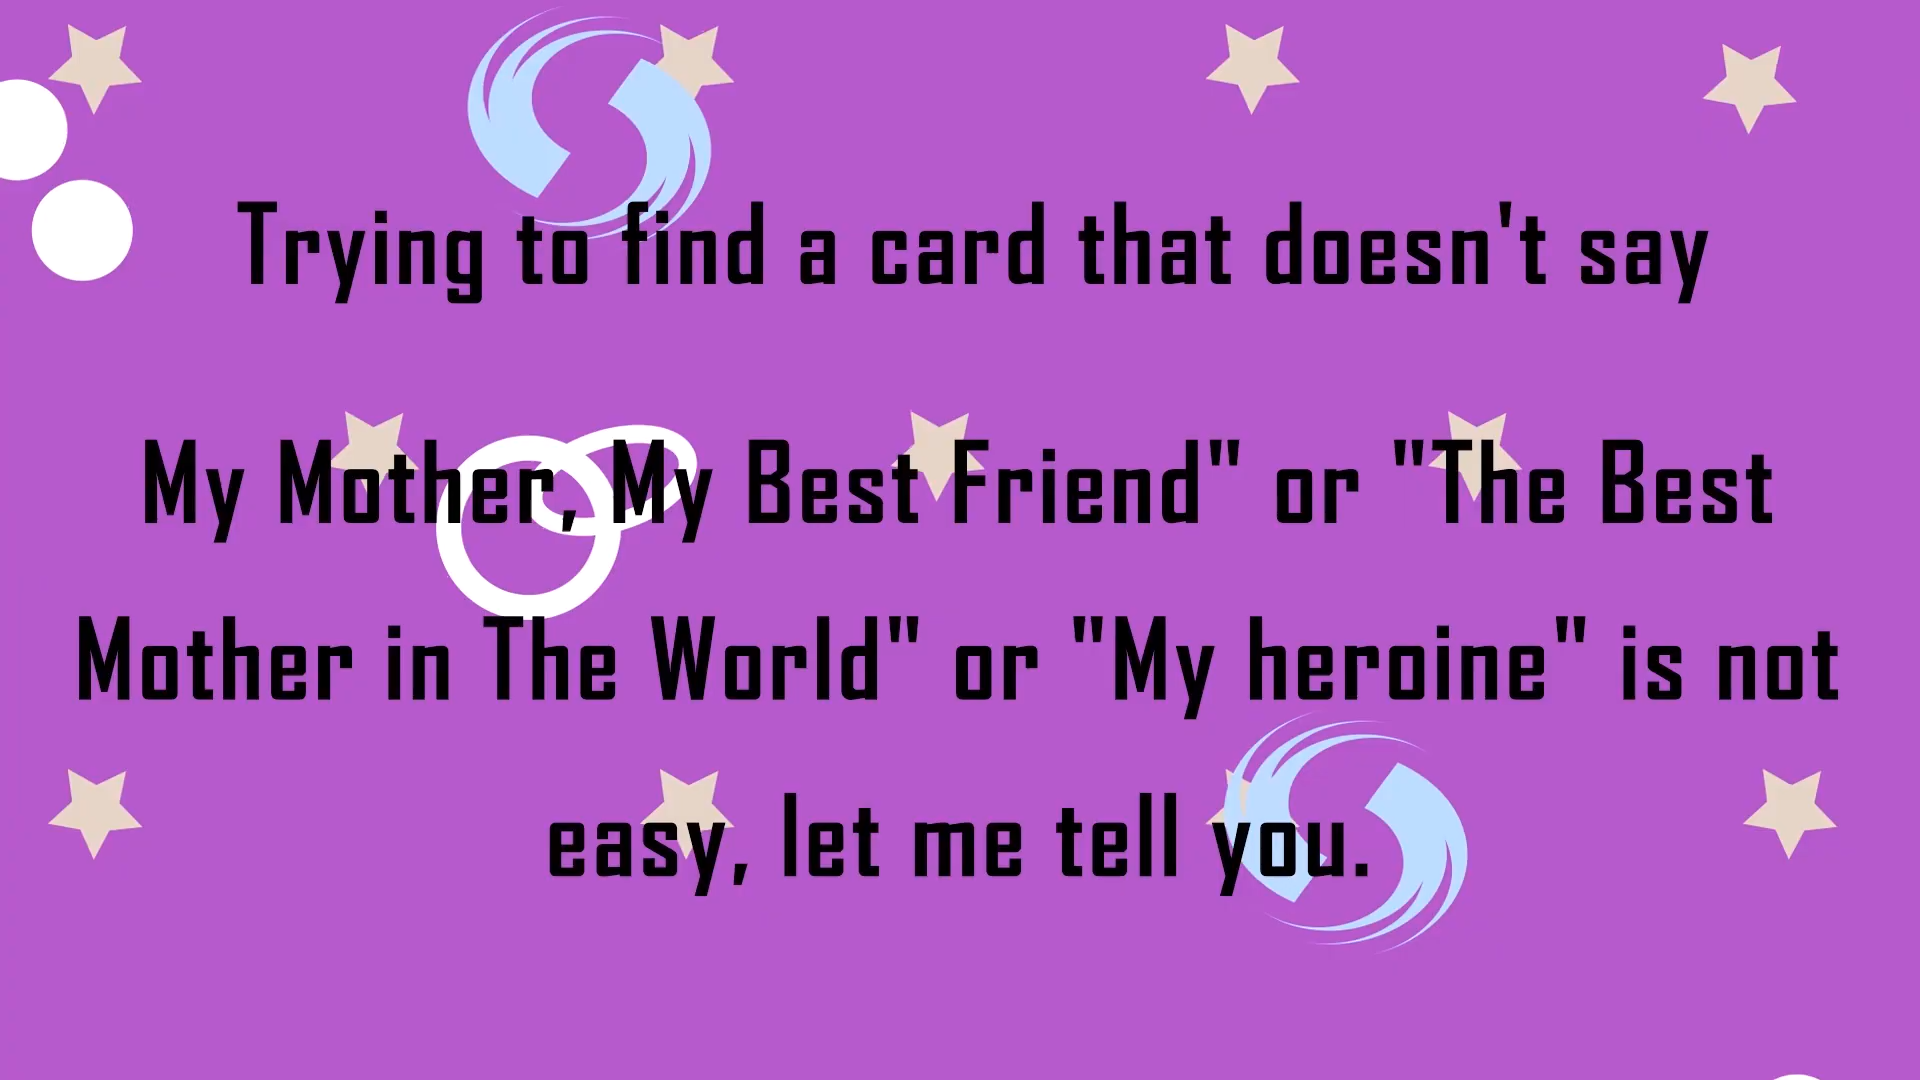 Trying to find a card that doesn't say
My Mother, My Best Friend" or "The Best
Mother in The World" or "My heroine" is not
easy, let me tell you.